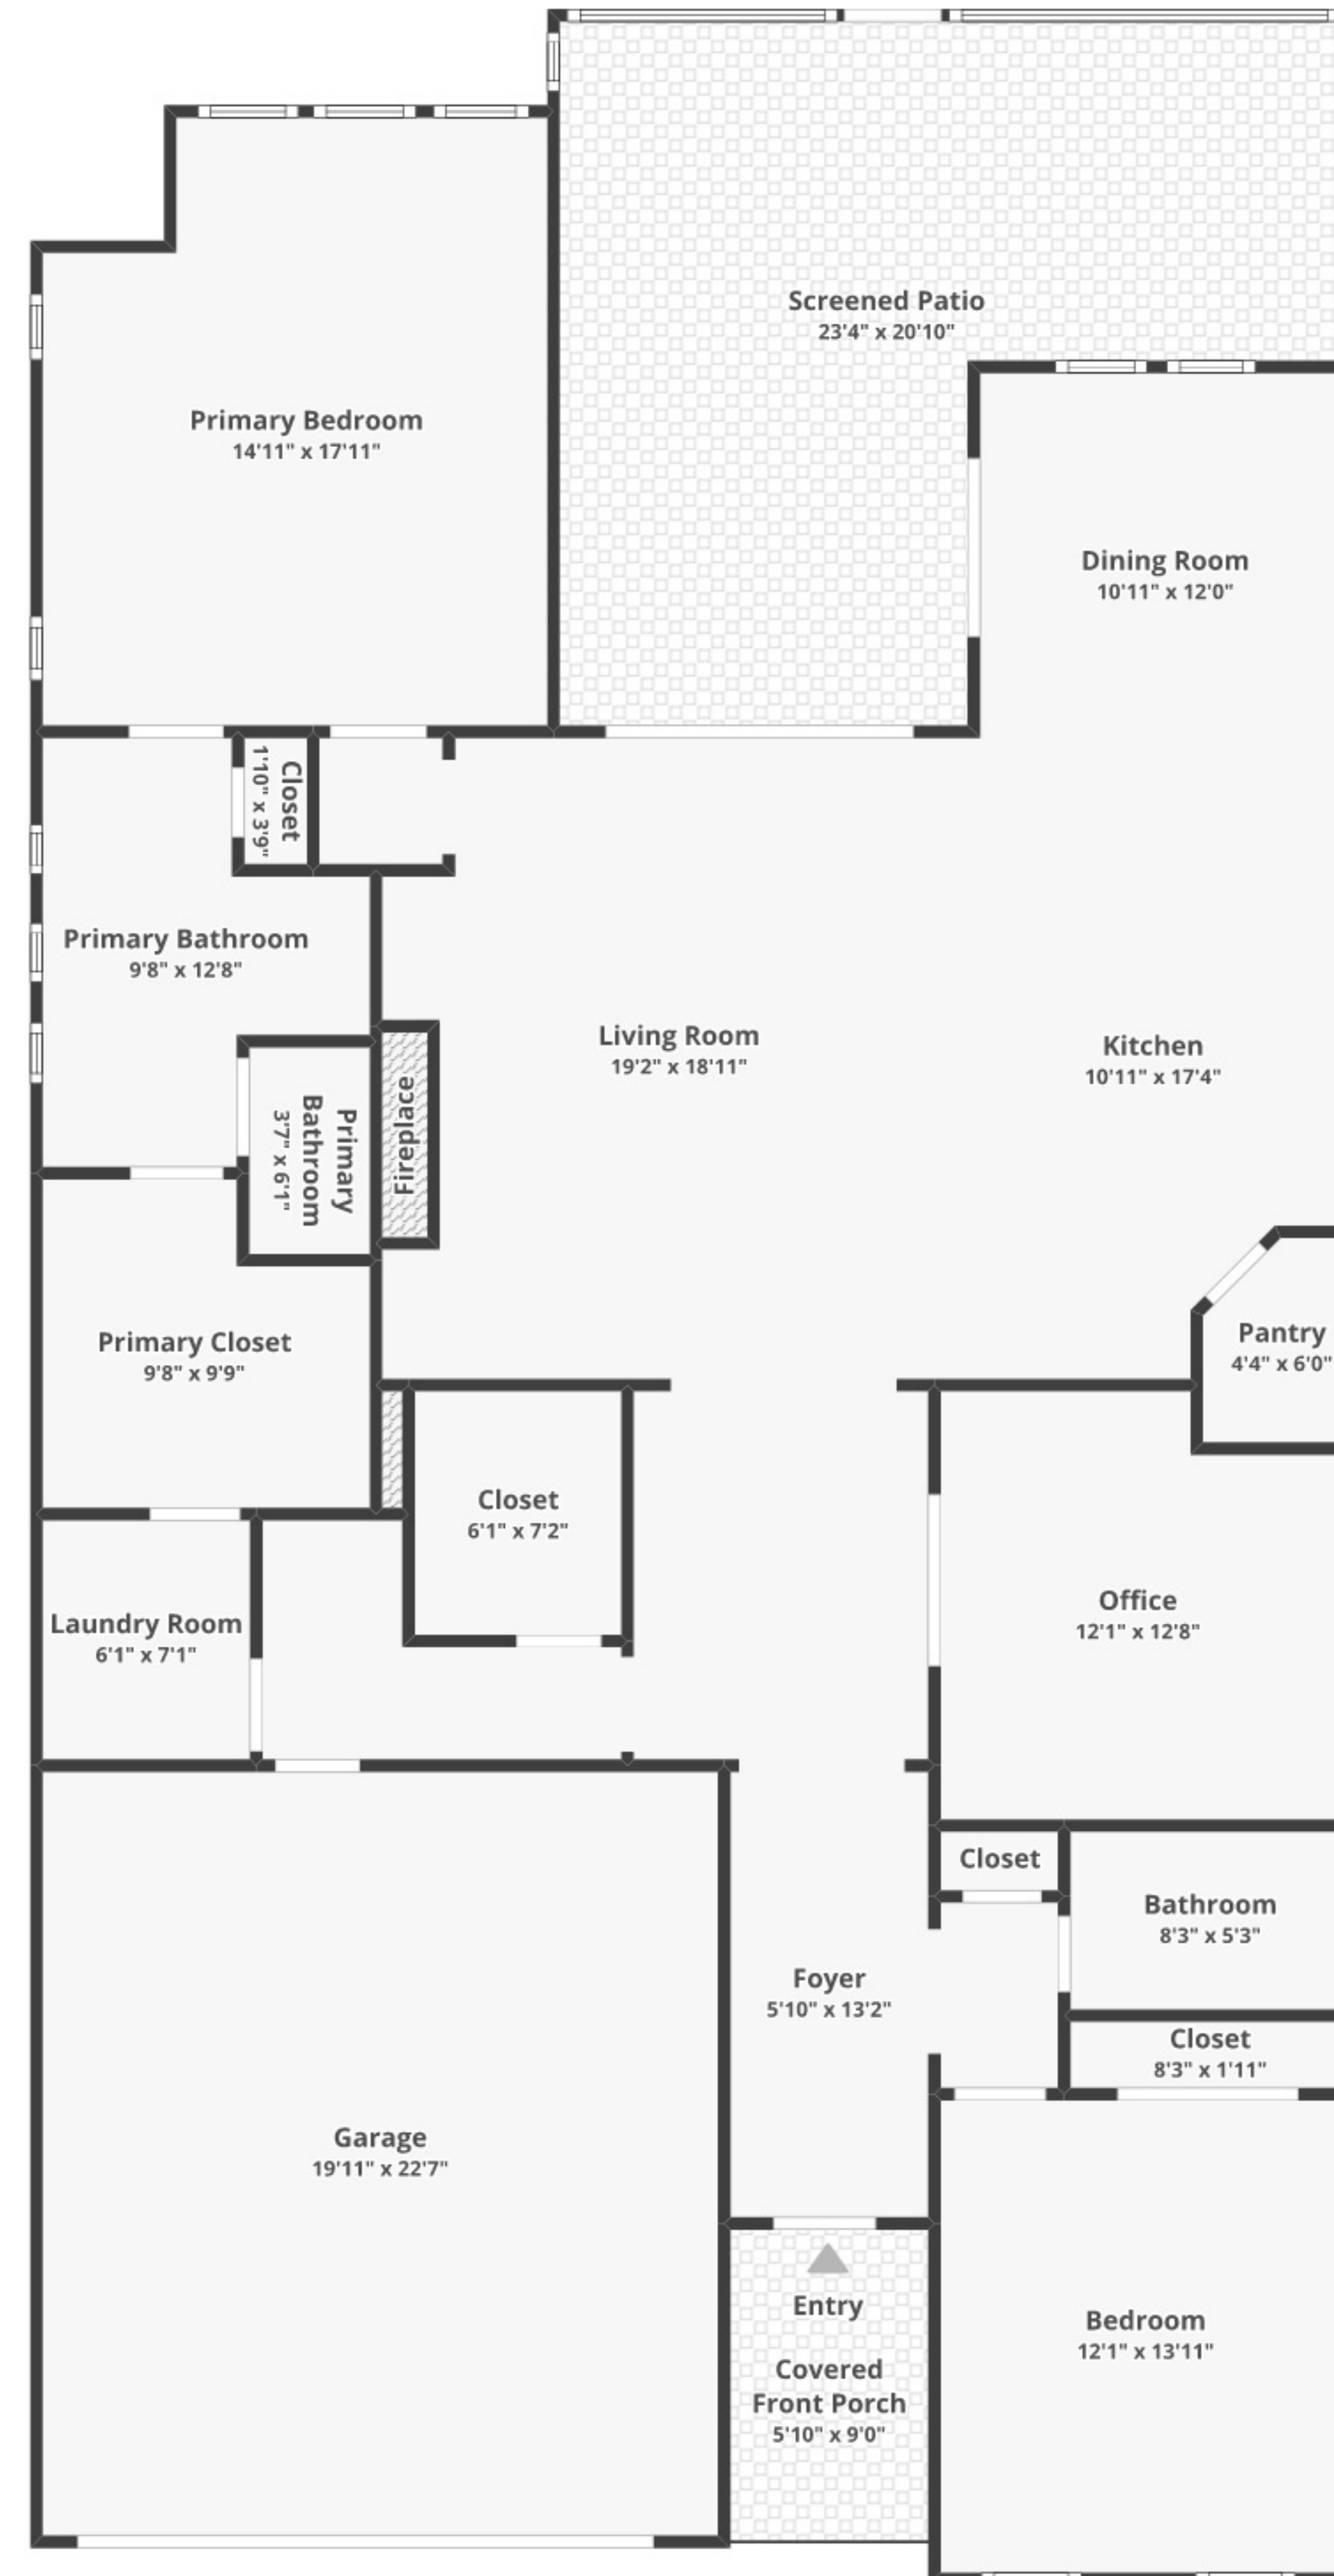 Screened Patio
23'4" x 20'10"
Primary Bedroom
14'11" x 17'11"
Dining Room
10'11" x 12'0"
Closet
1'10" x 3'9"
Primary Bathroom
9'8" x 12'8"
Living Room
19'2" x 18'11"
Kitchen
10'11" x 17'4"
Primary
Bathroom
3'7" x 6'1"
Fireplace
Pantry
4'4" x 6'0"
Primary Closet
9'8" x 9'9"
Closet
6'1" x 7'2"
Office
12'1" x 12'8"
Laundry Room
6'1" x 7'1"
Closet
Bathroom
8'3" x 5'3"
Foyer
5'10" x 13'2"
Closet
8'3" x 1'11"
Garage
19'11" x 22'7"
Entry
Covered
Front Porch
5'10" x 9'0"
Bedroom
12'1" x 13'11"